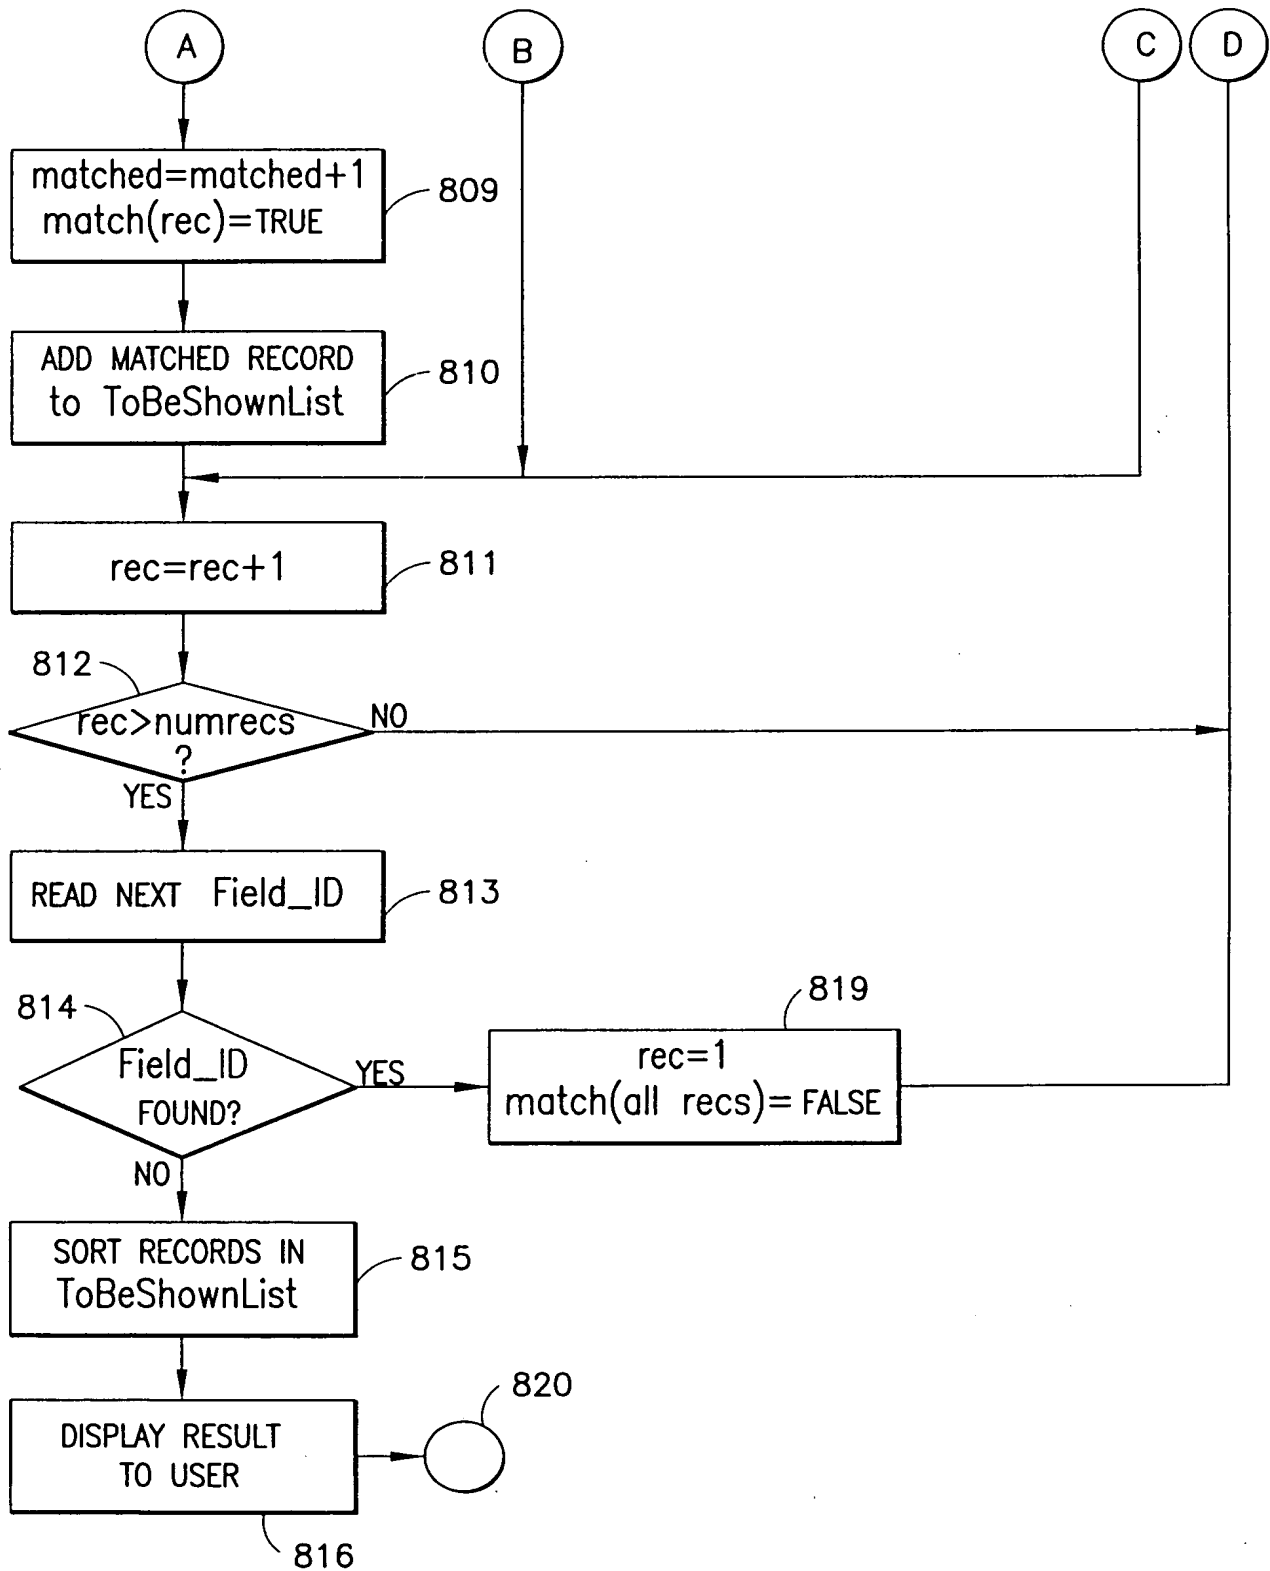 A
B
C
D
matched=matched+1
match(rec)=TRUE
809
ADD MATCHED RECORD
to ToBeShownList
810
rec=rec+1
811
812
rec>numrecs
?
NO
YES
READ NEXT Field_ID
813
814
Field_ID
FOUND?
YES
NO
819
rec=1
match(all recs)= FALSE
SORT RECORDS IN
ToBeShownList
815
DISPLAY RESULT
TO USER
816
820